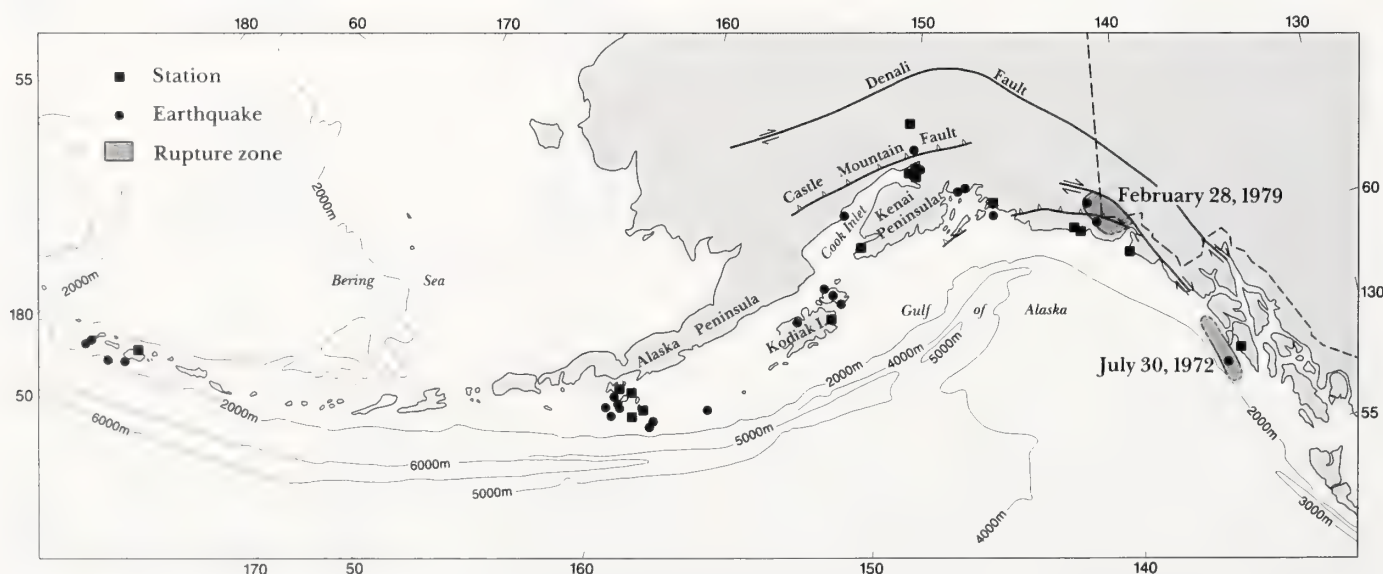 180 60 170 160 150 140 130
55
Station
Earthquake
Rupture zone
Denali Fault
Castle Mountain Fault
2000m
60
February 28, 1979
Cook Inlet
Kenai
Peninsula
2000m
Bering Sea
130
180
Alaska Peninsula
Kodiak I.
Gulf of Alaska
4000m
5000m
2000m
July 30, 1972
50
2000m
6000m
5000m
2000m
55
6000m
5000m
3000m
4000m
170 50 160 150 140